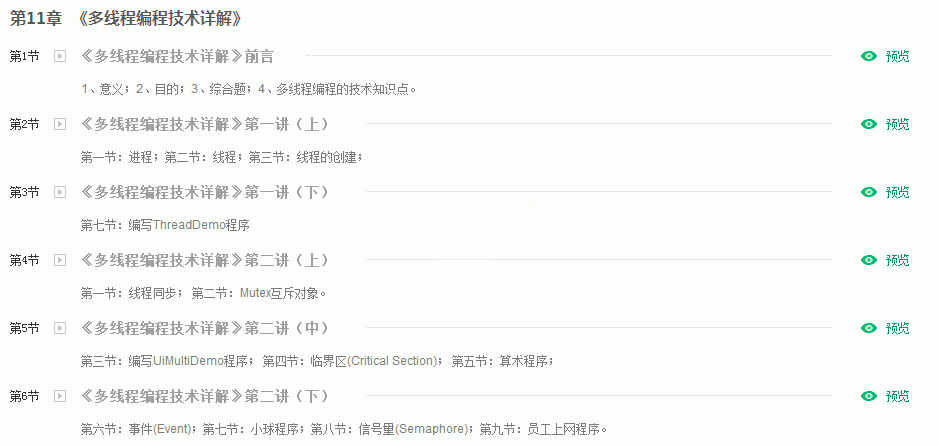 第11章 《多线程编程技术详解》
第1节 《多线程编程技术详解》前言 预览
1、意义；2、目的；3、综合题；4、多线程编程的技术知识点。
第2节 《多线程编程技术详解》第一讲（上） 预览
第一节：进程；第二节：线程；第三节：线程的创建；
第3节 《多线程编程技术详解》第一讲（下） 预览
第七节：编写ThreadDemo程序
第4节 《多线程编程技术详解》第二讲（上） 预览
第一节：线程同步； 第二节：Mutex互斥对象。
第5节 《多线程编程技术详解》第二讲（中） 预览
第三节：编写UiMultiDemo程序； 第四节：临界区(Critical Section)； 第五节：算术程序；
第6节 《多线程编程技术详解》第二讲（下） 预览
第六节：事件(Event)；第七节：小球程序；第八节：信号量(Semaphore)；第九节：员工上网程序。